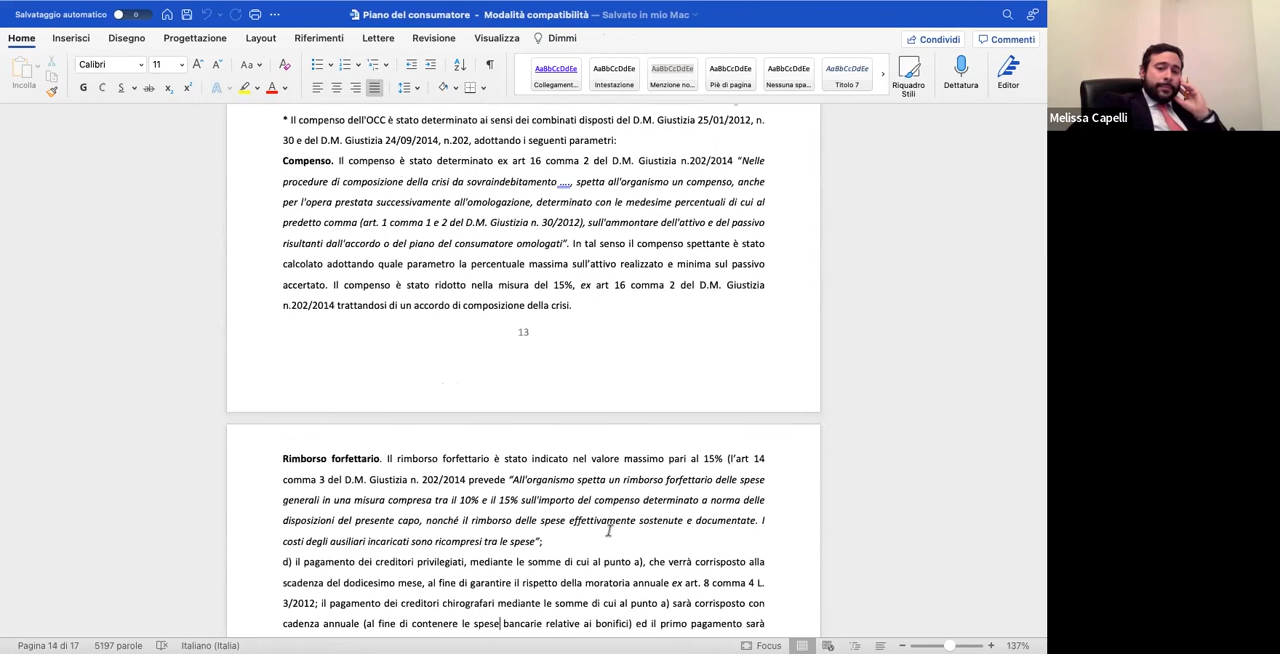 Salvataggio automatico
Piano del consumatore - Modalità compatibilità — Salvato in mio Mac
Home Inserisci Disegno Progettazione Layout Riferimenti Lettere Revisione Visualizza Dimmi Condividi Commenti
Incolla
Calibri 11
Aa
G C S ab x₂ x² A A
AaBbCcDdEe AaBbCcDdEe AaBbCcDdEe AaBbCcDdEe AaBbCcDdEe AaBbCcDdEe
Collegament... Intestazione Menzione no... Piè di pagina Nessuna spa... Titolo 7
Riquadro Stili
Dettatura
Editor
Melissa Capelli
* Il compenso dell'OCC è stato determinato ai sensi dei combinati disposti del D.M. Giustizia 25/01/2012, n.
30 e del D.M. Giustizia 24/09/2014, n.202, adottando i seguenti parametri:
Compenso. Il compenso è stato determinato ex art 16 comma 2 del D.M. Giustizia n.202/2014 “Nelle
procedure di composizione della crisi da sovraindebitamento ...., spetta all'organismo un compenso, anche
per l'opera prestata successivamente all'omologazione, determinato con le medesime percentuali di cui al
predetto comma (art. 1 comma 1 e 2 del D.M. Giustizia n. 30/2012), sull'ammontare dell'attivo e del passivo
risultanti dall'accordo o del piano del consumatore omologati”. In tal senso il compenso spettante è stato
calcolato adottando quale parametro la percentuale massima sull’attivo realizzato e minima sul passivo
accertato. Il compenso è stato ridotto nella misura del 15%, ex art 16 comma 2 del D.M. Giustizia
n.202/2014 trattandosi di un accordo di composizione della crisi.
13
Rimborso forfettario. Il rimborso forfettario è stato indicato nel valore massimo pari al 15% (l’art 14
comma 3 del D.M. Giustizia n. 202/2014 prevede “All'organismo spetta un rimborso forfettario delle spese
generali in una misura compresa tra il 10% e il 15% sull'importo del compenso determinato a norma delle
disposizioni del presente capo, nonché il rimborso delle spese effettivamente sostenute e documentate. I
costi degli ausiliari incaricati sono ricompresi tra le spese”;
d) il pagamento dei creditori privilegiati, mediante le somme di cui al punto a), che verrà corrisposto alla
scadenza del dodicesimo mese, al fine di garantire il rispetto della moratoria annuale ex art. 8 comma 4 L.
3/2012; il pagamento dei creditori chirografari mediante le somme di cui al punto a) sarà corrisposto con
cadenza annuale (al fine di contenere le spese bancarie relative ai bonifici) ed il primo pagamento sarà
Pagina 14 di 17 5197 parole Italiano (Italia) Focus 137%